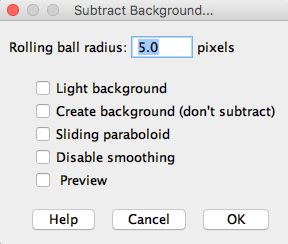 Subtract Background...
Rolling ball radius: 5.0 pixels
Light background
Create background (don't subtract)
Sliding paraboloid
Disable smoothing
Preview
Help Cancel OK